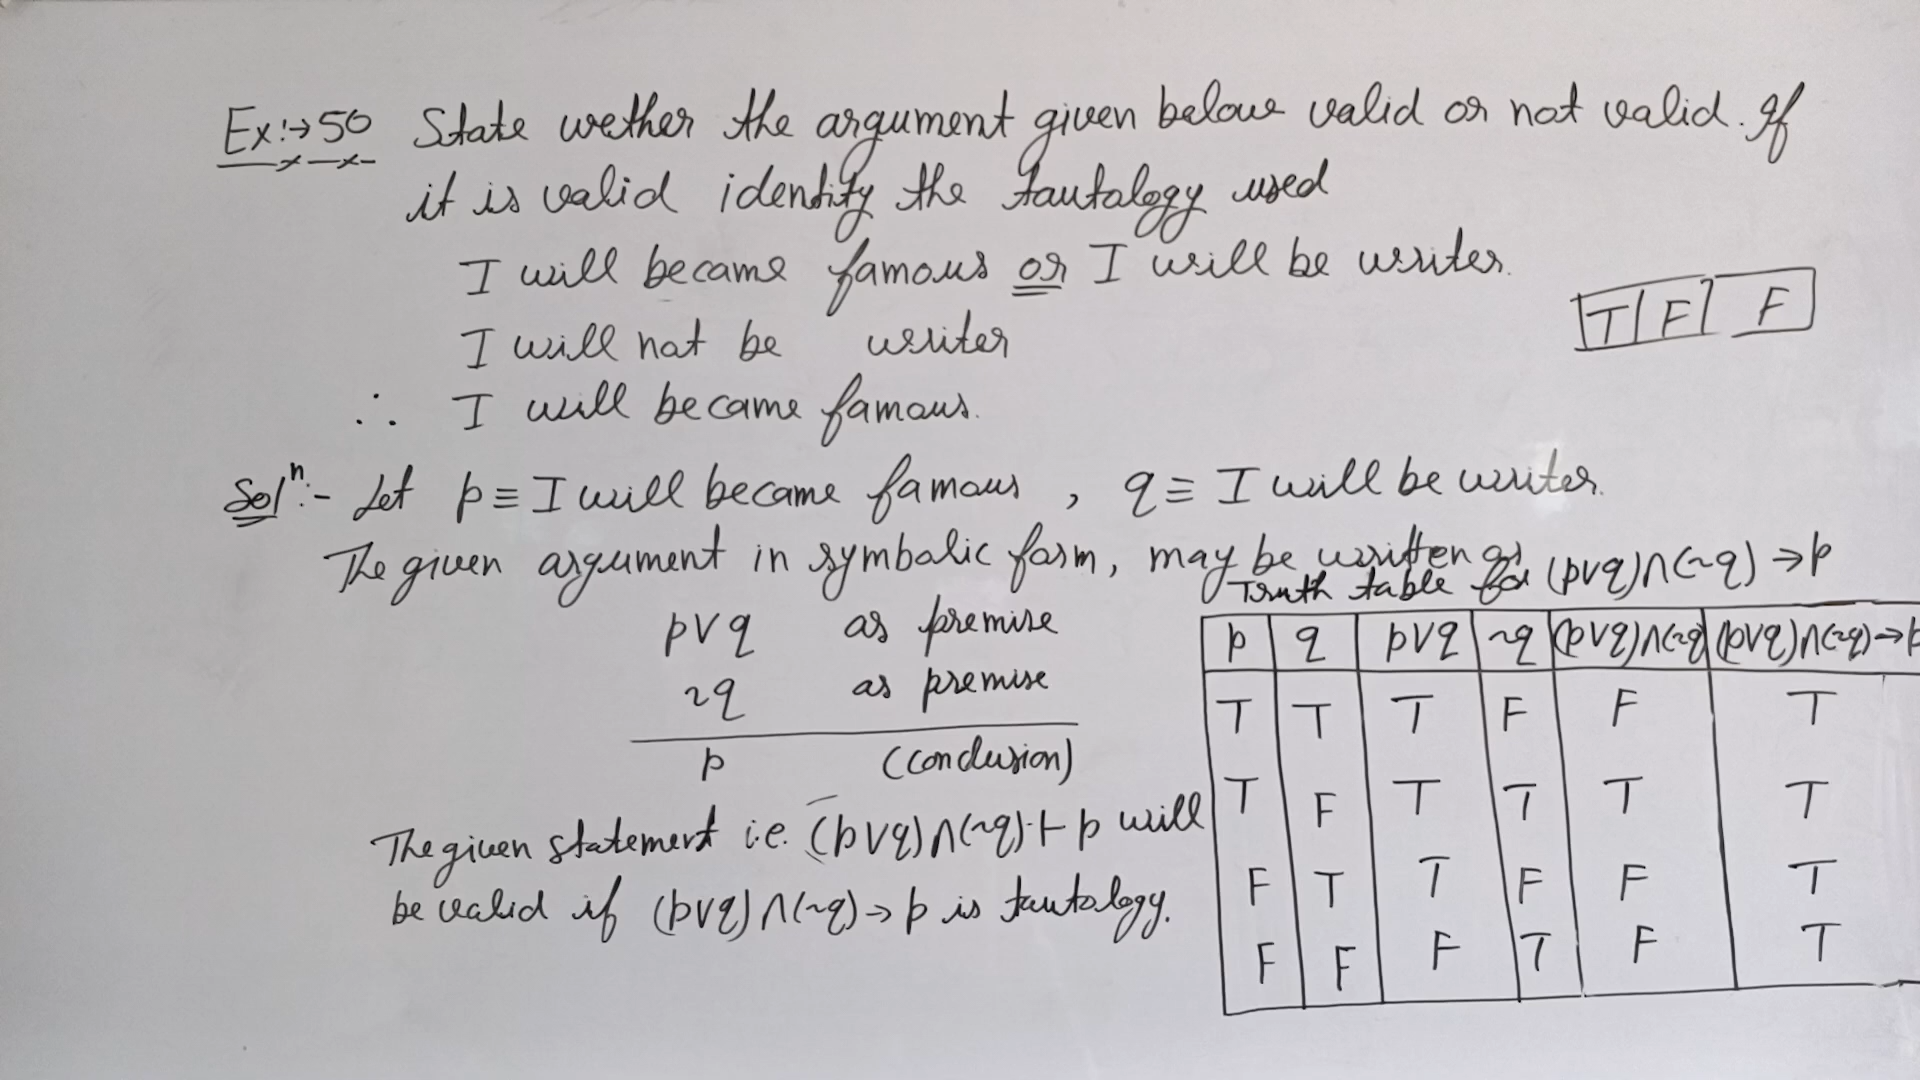 Ex:→50 State wether the argument given below valid or not valid. If
it is valid identity the tautology used
I will became famous or I will be writer.
T F F
I will not be writer
∴ I will became famous.
Solⁿ:- Let p ≡ I will became famous , q ≡ I will be writer.
The given argument in symbolic form, may be written as
p∨q as premise
~q as premise
p (conclusion)
The given statement i.e. (p∨q)∧(~q)⊢p will
be valid if (p∨q)∧(~q)→p is tautology.
Truth table for (p∨q)∧(~q)→p
p q p∨q ~q (p∨q)∧(~q) (p∨q)∧(~q)→p
T T T F F T
T F T T T T
F T T F F T
F F F T F T